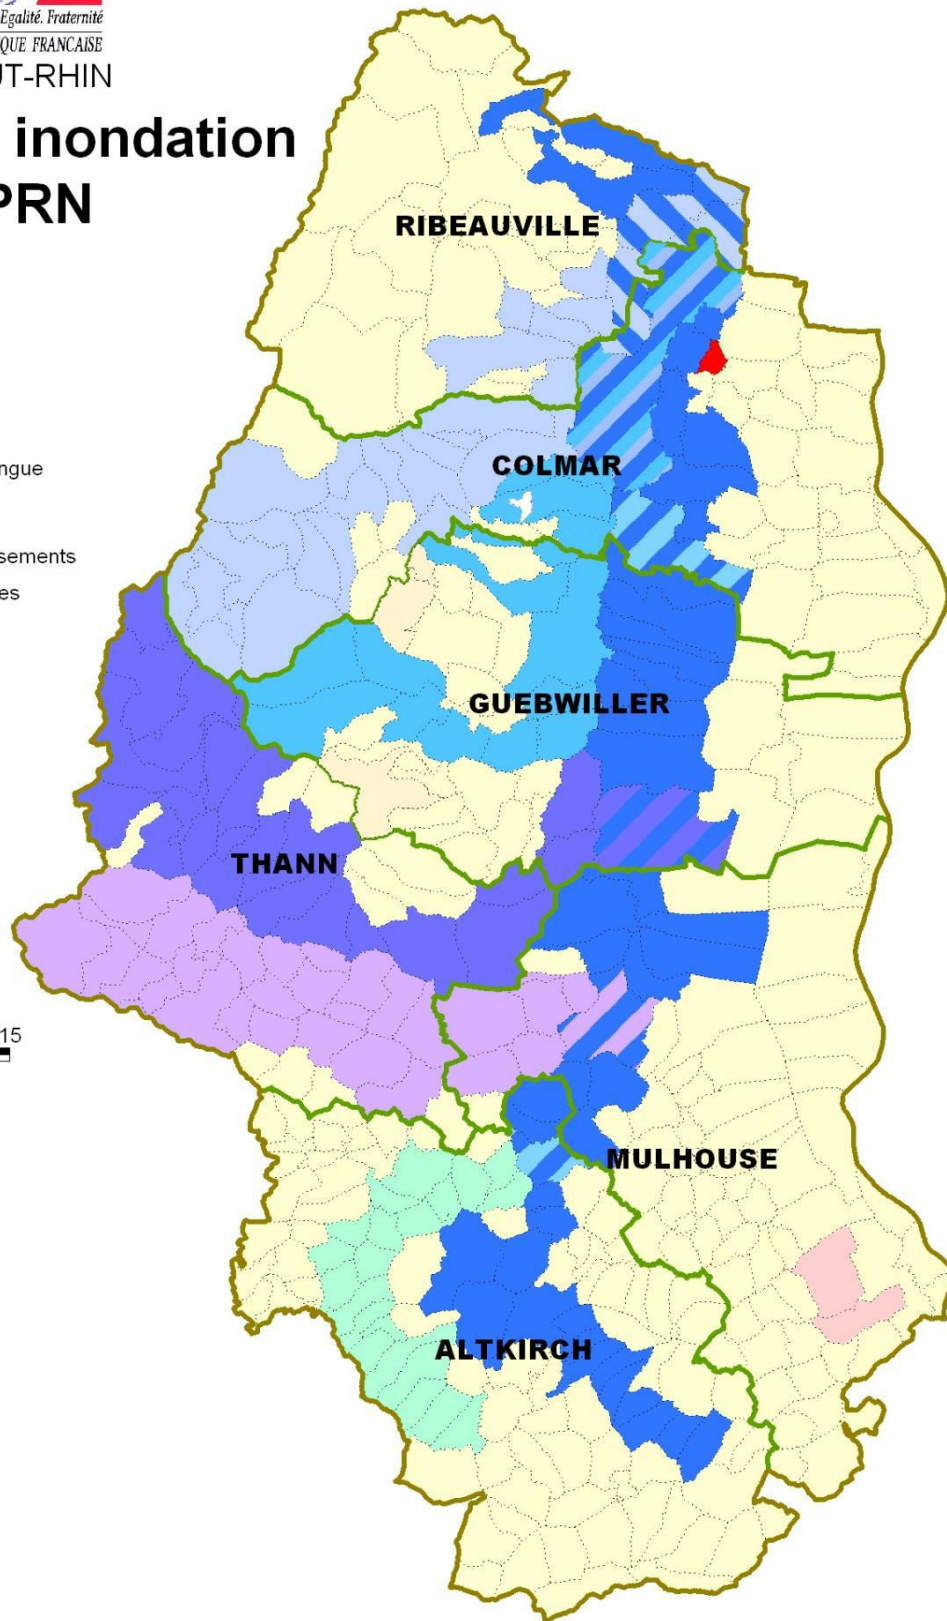 Egalité. Fraternité
QUE FRANCAISE
UT-RHIN
inondation
PRN
RIBEAUVILLE
COLMAR
ngue
sements
es
GUEBWILLER
THANN
15
MULHOUSE
ALTKIRCH